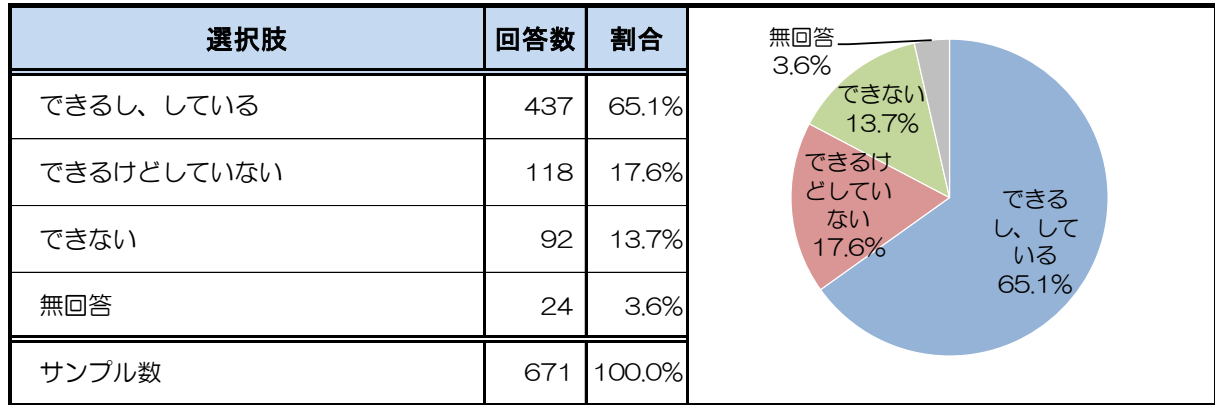 選択肢 回答数 割合
できるし、している 437 65.1%
できるけどしていない 118 17.6%
できない 92 13.7%
無回答 24 3.6%
サンプル数 671 100.0%
無回答
3.6%
できない
13.7%
できるけ
どしてい
ない
17.6%
できる
し、して
いる
65.1%